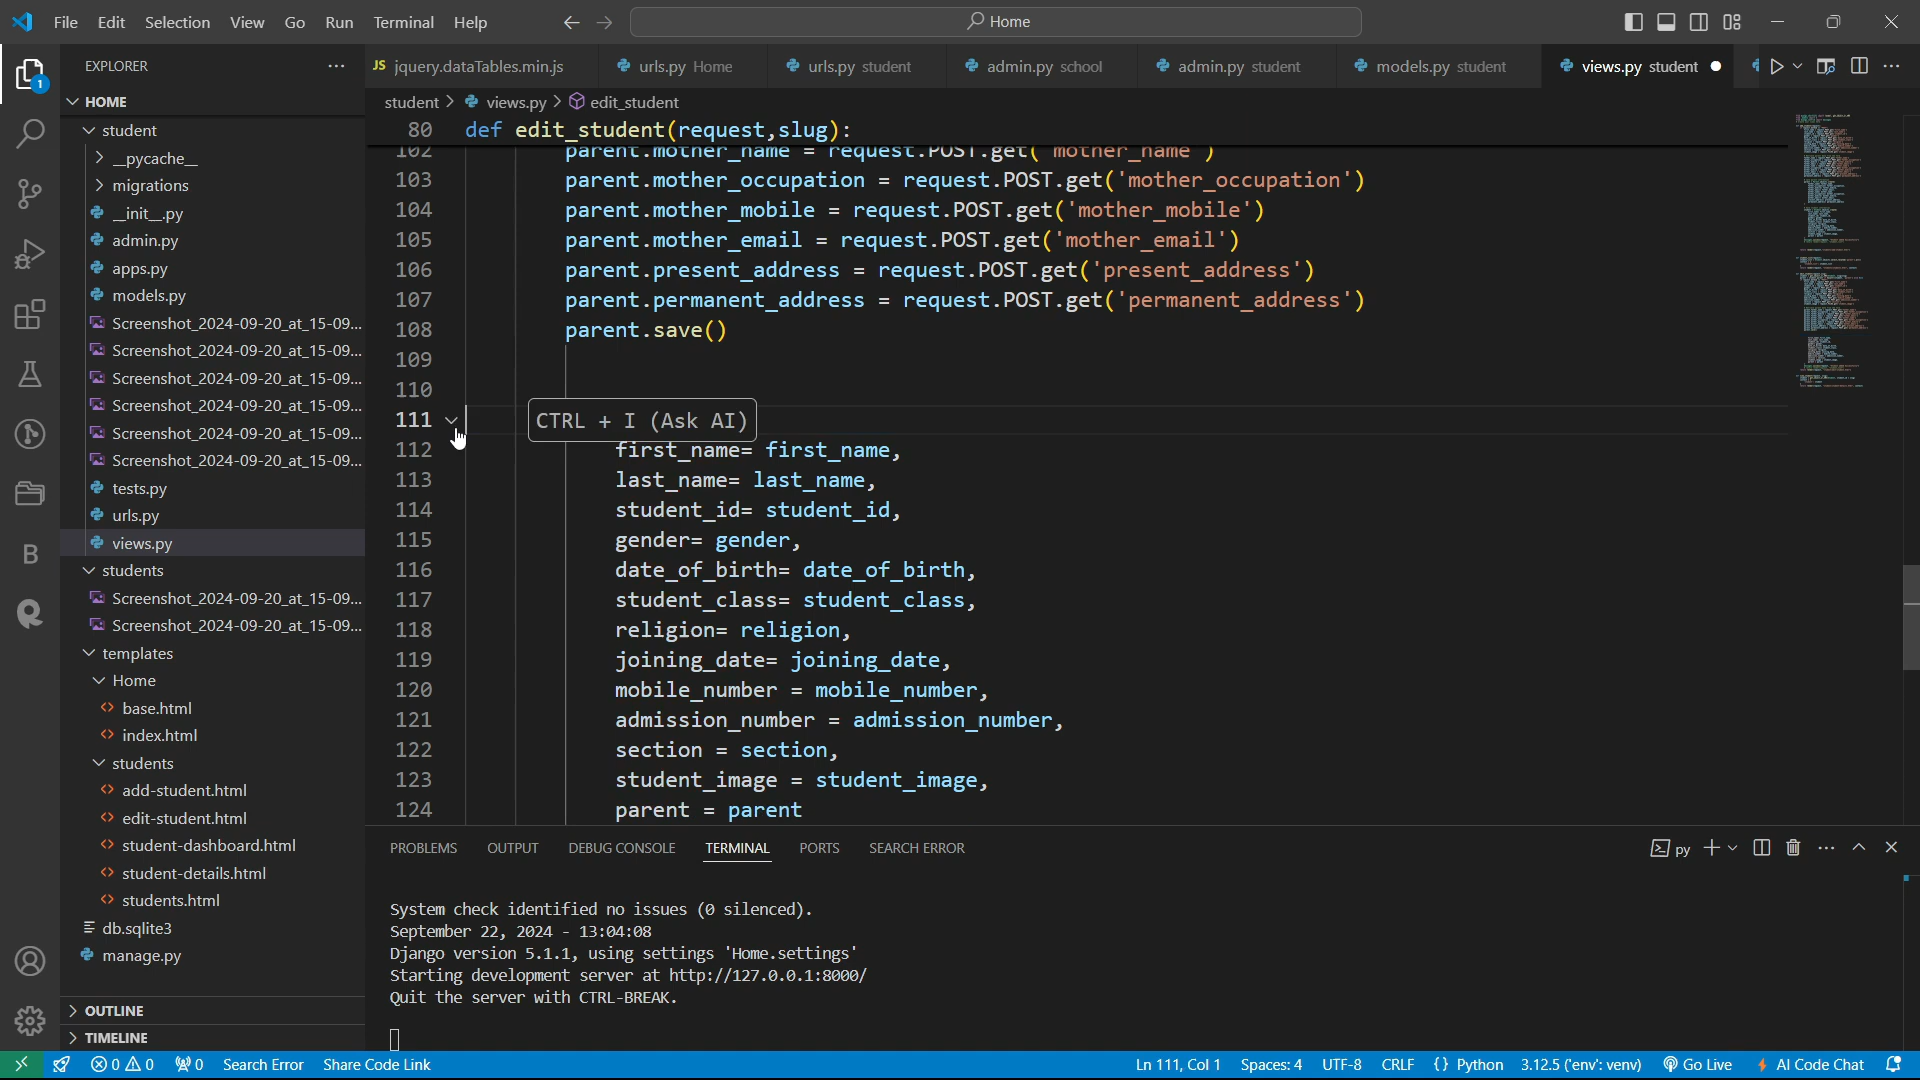 File Edit Selection View Go Run Terminal Help
Home
EXPLORER
JS jquery.dataTables.min.js
urls.py Home
urls.py student
admin.py school
admin.py student
models.py student
views.py student
HOME
student
__pycache__
migrations
__init__.py
admin.py
apps.py
models.py
Screenshot_2024-09-20_at_15-09...
Screenshot_2024-09-20_at_15-09...
Screenshot_2024-09-20_at_15-09...
Screenshot_2024-09-20_at_15-09...
Screenshot_2024-09-20_at_15-09...
Screenshot_2024-09-20_at_15-09...
tests.py
urls.py
views.py
students
Screenshot_2024-09-20_at_15-09...
Screenshot_2024-09-20_at_15-09...
templates
Home
base.html
index.html
students
add-student.html
edit-student.html
student-dashboard.html
student-details.html
students.html
db.sqlite3
manage.py
OUTLINE
TIMELINE
1
B
student > views.py > edit_student
80 def edit_student(request,slug):
102 parent.mother_name = request.POST.get('mother_name')
103 parent.mother_occupation = request.POST.get('mother_occupation')
104 parent.mother_mobile = request.POST.get('mother_mobile')
105 parent.mother_email = request.POST.get('mother_email')
106 parent.present_address = request.POST.get('present_address')
107 parent.permanent_address = request.POST.get('permanent_address')
108 parent.save()
109
110
111 CTRL + I (Ask AI)
112 first_name= first_name,
113 last_name= last_name,
114 student_id= student_id,
115 gender= gender,
116 date_of_birth= date_of_birth,
117 student_class= student_class,
118 religion= religion,
119 joining_date= joining_date,
120 mobile_number = mobile_number,
121 admission_number = admission_number,
122 section = section,
123 student_image = student_image,
124 parent = parent
PROBLEMS OUTPUT DEBUG CONSOLE TERMINAL PORTS SEARCH ERROR
py
System check identified no issues (0 silenced).
September 22, 2024 - 13:04:08
Django version 5.1.1, using settings 'Home.settings'
Starting development server at http://127.0.0.1:8000/
Quit the server with CTRL-BREAK.
0 0 0 Search Error Share Code Link
Ln 111, Col 1 Spaces: 4 UTF-8 CRLF {} Python 3.12.5 ('env': venv) Go Live AI Code Chat